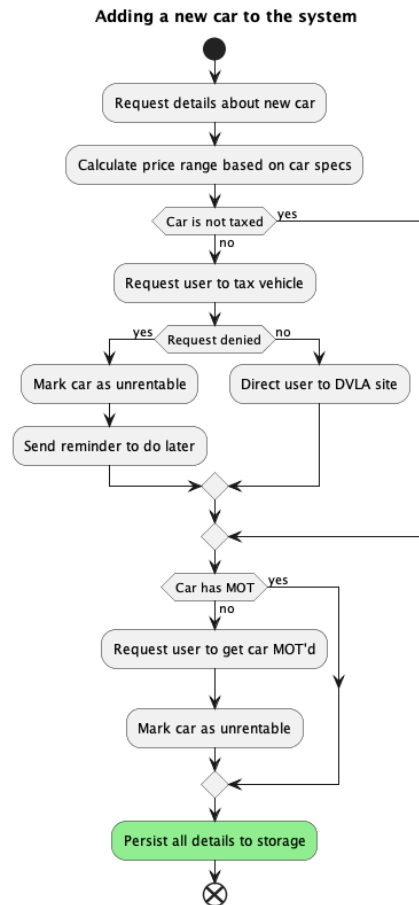 Adding a new car to the system
Request details about new car
Calculate price range based on car specs
Car is not taxed
yes
no
Request user to tax vehicle
yes
Request denied
no
Mark car as unrentable
Direct user to DVLA site
Send reminder to do later
Car has MOT
yes
no
Request user to get car MOT'd
Mark car as unrentable
Persist all details to storage